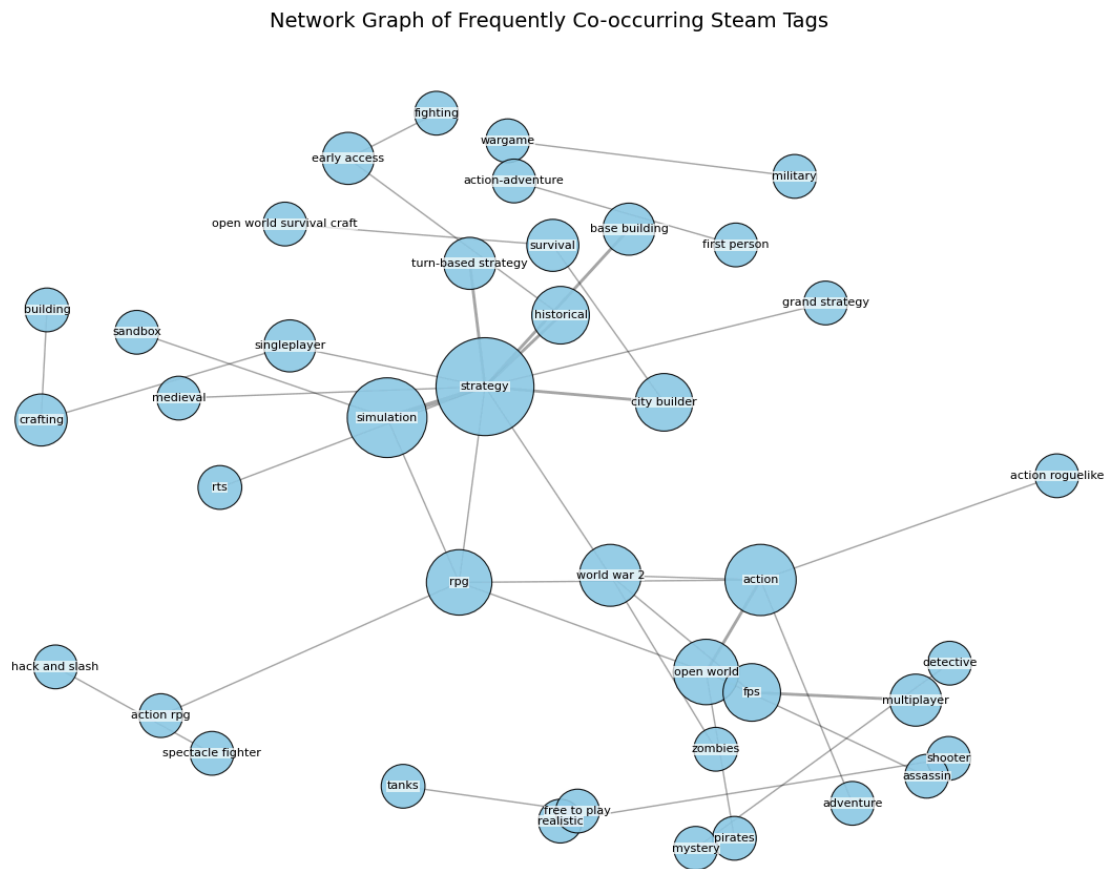 Network Graph of Frequently Co-occurring Steam Tags
fighting
wargame
early access
military
action-adventure
open world survival craft
base building
survival
first person
turn-based strategy
grand strategy
building
historical
sandbox
singleplayer
strategy
medieval
city builder
simulation
crafting
action roguelike
rts
world war 2
action
rpg
detective
hack and slash
open world
fps
multiplayer
action rpg
zombies
spectacle fighter
shooter
assassin
tanks
adventure
free to play
realistic
pirates
mystery